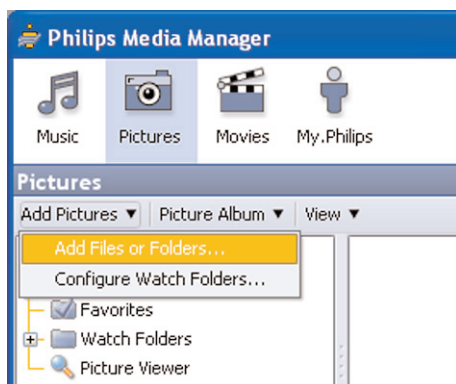 Philips Media Manager
Music Pictures Movies My.Philips
Pictures
Add Pictures ▼ Picture Album ▼ View ▼
Add Files or Folders...
Configure Watch Folders...
Favorites
Watch Folders
Picture Viewer